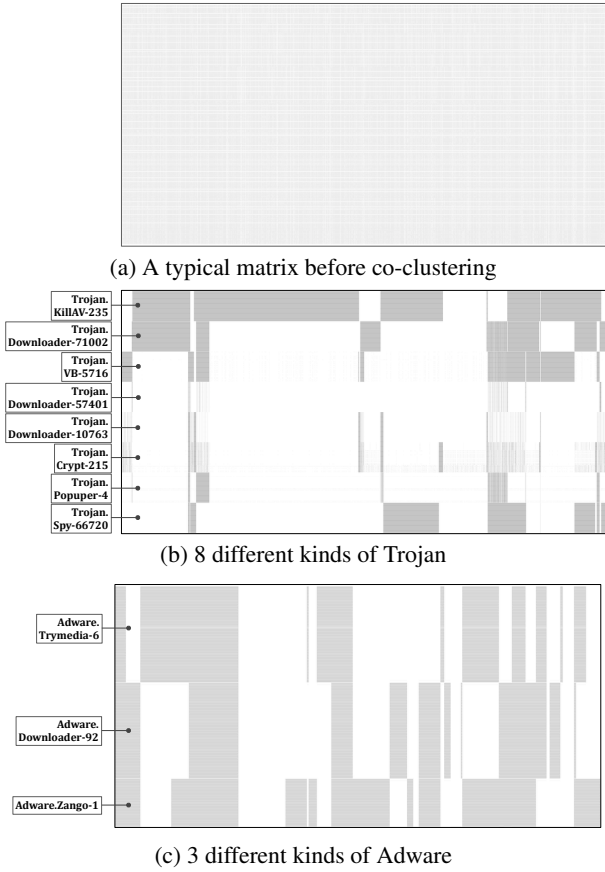 (a) A typical matrix before co-clustering
Trojan.
KillAV-235
Trojan.
Downloader-71002
Trojan.
VB-5716
Trojan.
Downloader-57401
Trojan.
Downloader-10763
Trojan.
Crypt-215
Trojan.
Popuper-4
Trojan.
Spy-66720
(b) 8 different kinds of Trojan
Adware.
Trymedia-6
Adware.
Downloader-92
Adware.Zango-1
(c) 3 different kinds of Adware